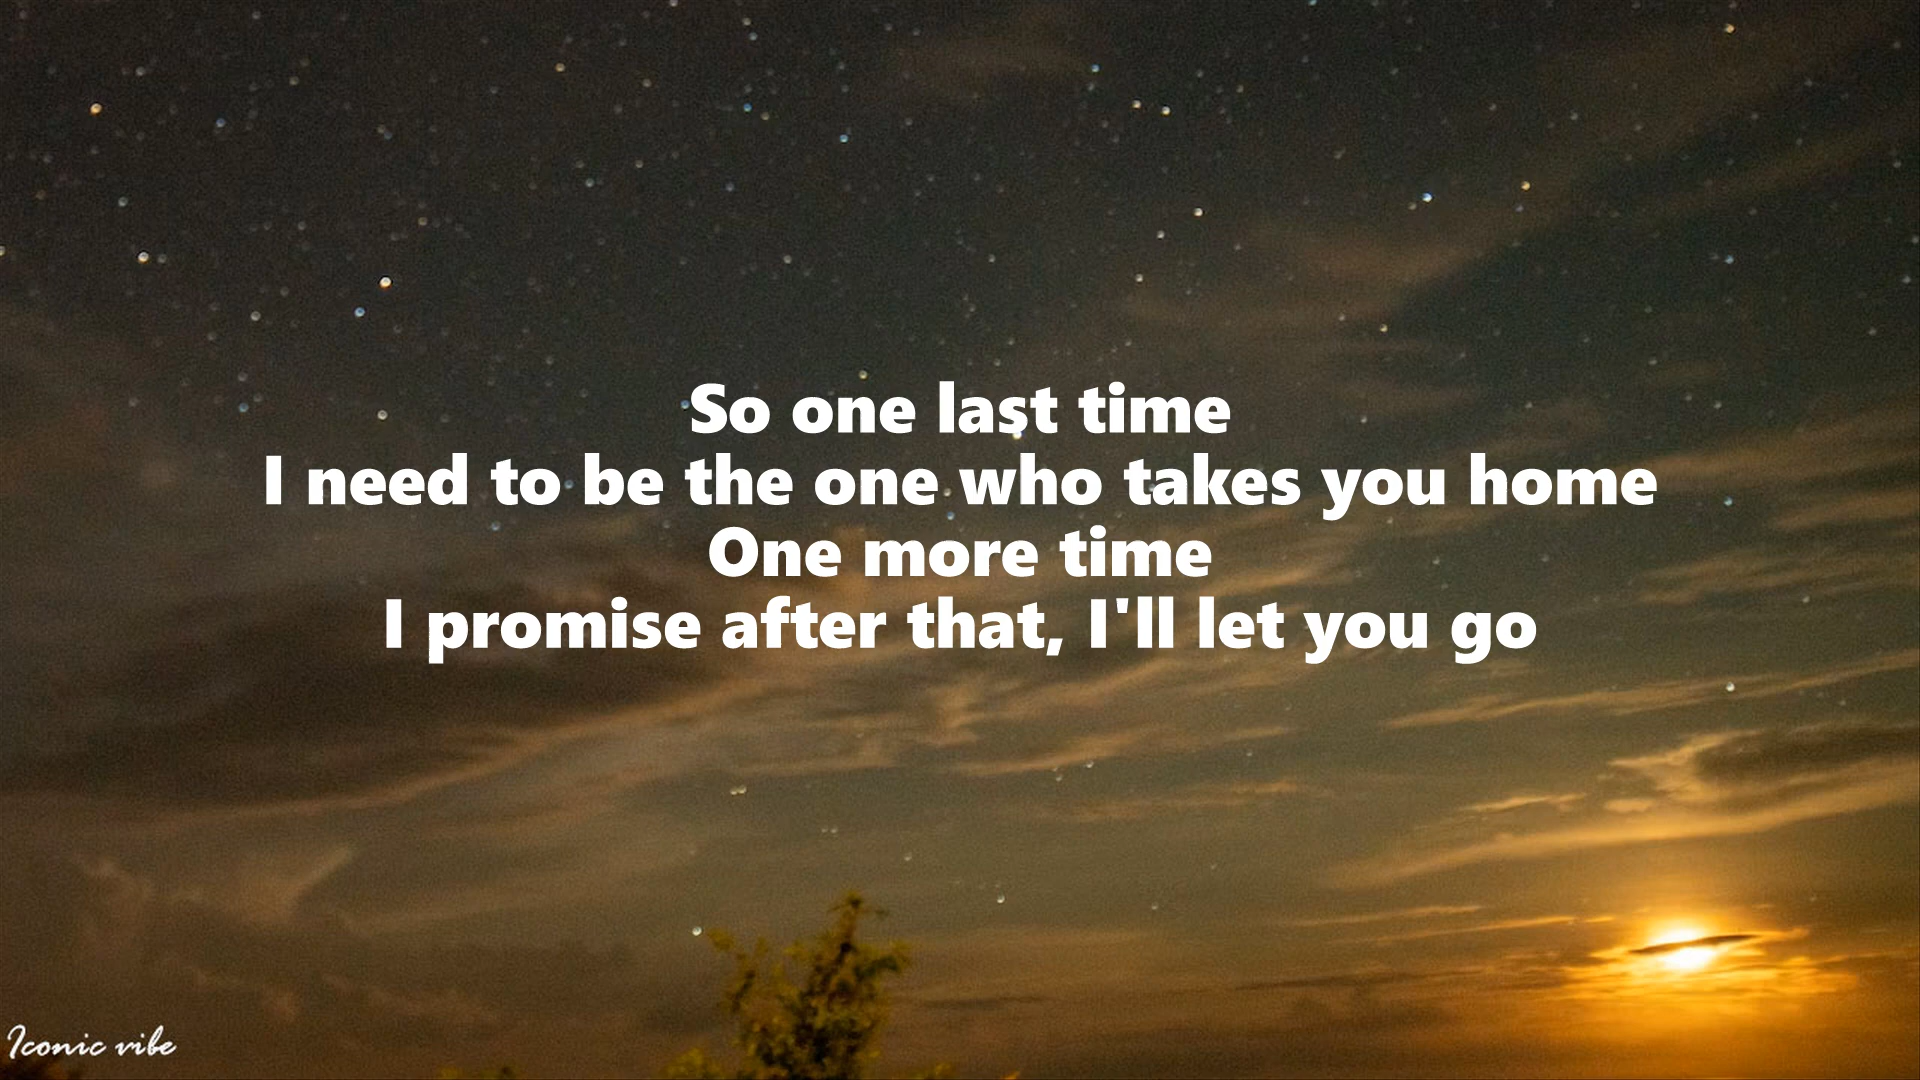 So one last time
I need to be the one who takes you home
One more time
I promise after that, I'll let you go
Iconic vibe